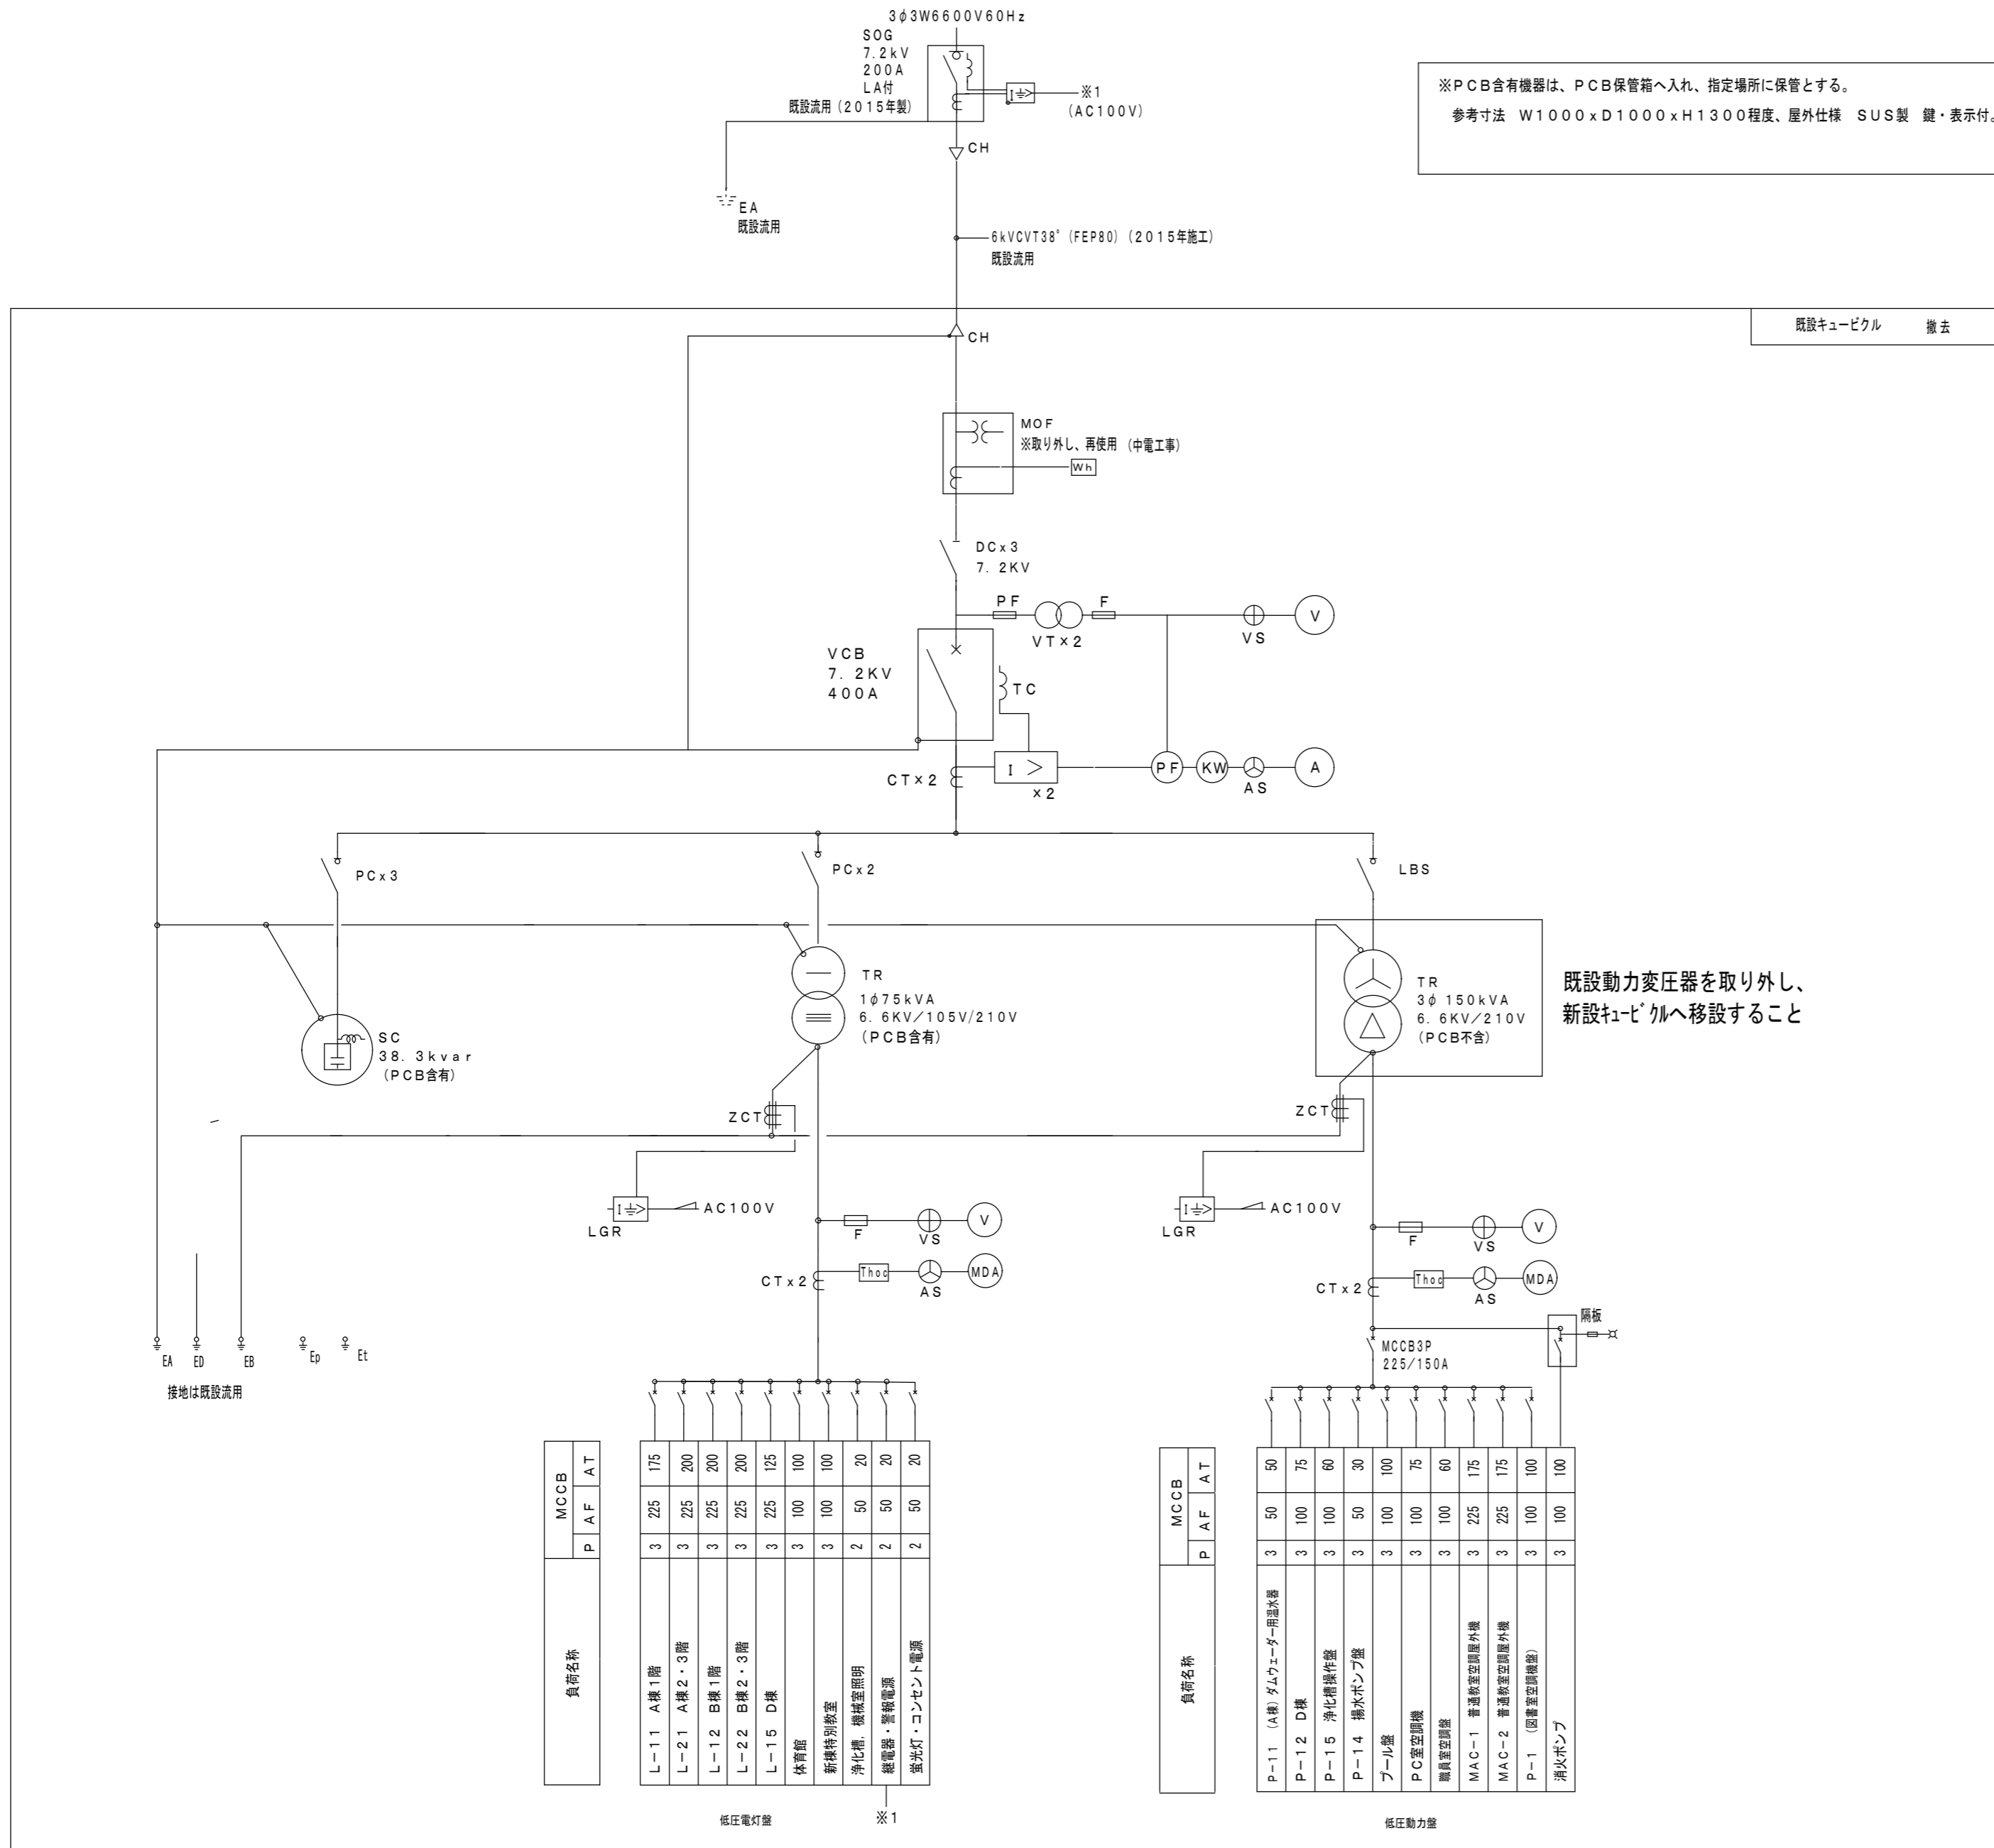 3φ3W6600V60Hz
SOG
7.2kV
200A
LA付
既設流用(2015年製)
I
※1
(AC100V)
※PCB含有機器は、PCB保管箱へ入れ、指定場所に保管とする。
参考寸法 W1000xD1000xH1300程度、屋外仕様 SUS製 鍵・表示付。
CH
EA
既設流用
6kVCVT38°(FEP80)(2015年施工)
既設流用
既設キュービクル 撤去
CH
MOF
※取り外し、再使用 (中電工事)
Wh
DCx3
7.2KV
PF
F
VT×2
VS
V
VCB
7.2KV
400A
TC
CT×2
I >
×2
PF
KW
AS
A
PCx3
PCx2
LBS
SC
38.3kvar
(PCB含有)
TR
1φ75kVA
6.6KV/105V/210V
(PCB含有)
TR
3φ 150kVA
6.6KV/210V
(PCB不含)
既設動力変圧器を取り外し、
新設キュービクルへ移設すること
ZCT
ZCT
I
AC100V
LGR
I
AC100V
LGR
F
VS
V
F
VS
V
CTx2
Thoc
AS
MDA
CTx2
Thoc
AS
MDA
隔板
MCCB3P
225/150A
EA
ED
EB
Ep
Et
接地は既設流用
負荷名称 MCCB P AF AT
L-11 A棟1階 3 225 175
L-21 A棟2・3階 3 225 200
L-12 B棟1階 3 225 200
L-22 B棟2・3階 3 225 200
L-15 D棟 3 225 125
体育館 3 100 100
新棟特別教室 3 100 100
浄化槽,機械室照明 2 50 20
継電器・警報電源 2 50 20
蛍光灯・コンセント電源 2 50 20
低圧電灯盤
※1
負荷名称 MCCB P AF AT
P-11 (A棟)ダムウェーダー用温水器 3 50 50
P-12 D棟 3 100 75
P-15 浄化槽操作盤 3 100 60
P-14 揚水ポンプ盤 3 50 30
プール盤 3 100 100
PC室空調機 3 100 75
職員室空調盤 3 100 60
MAC-1 普通教室空調屋外機 3 225 175
MAC-2 普通教室空調屋外機 3 225 175
P-1 (図書室空調機盤) 3 100 100
消火ポンプ 3 100 100
低圧動力盤